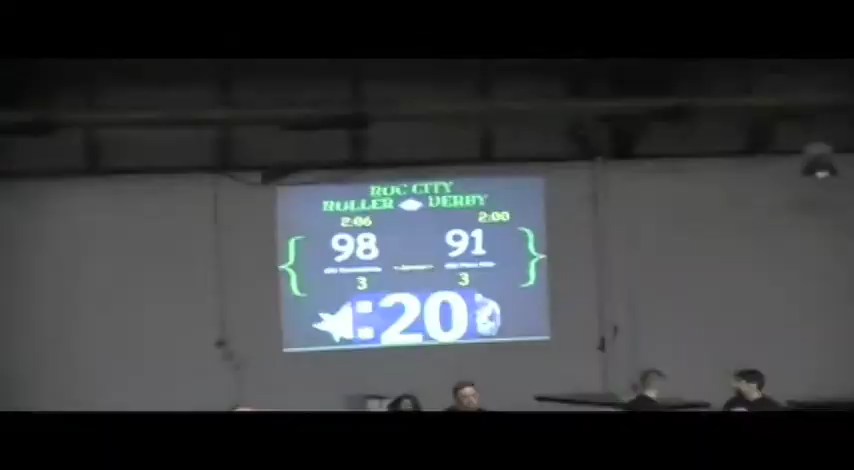 ROC CITY
ROLLER DERBY
2:06 2:00
98 91
3 3
:20